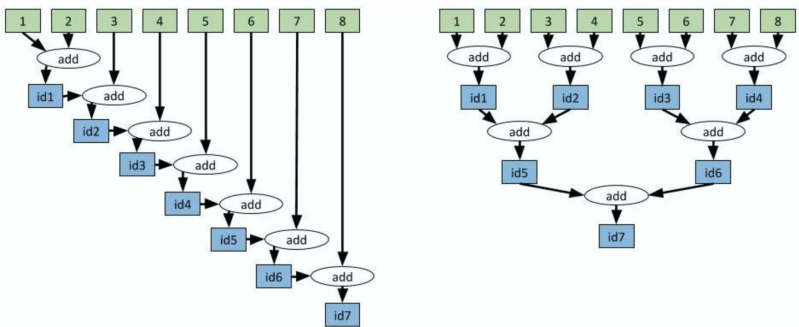 1 2 3 4 5 6 7 8
add
id1 add
id2 add
id3 add
id4 add
id5 add
id6 add
id7
1 2 3 4 5 6 7 8
add add add add
id1 id2 id3 id4
add add
id5 id6
add
id7